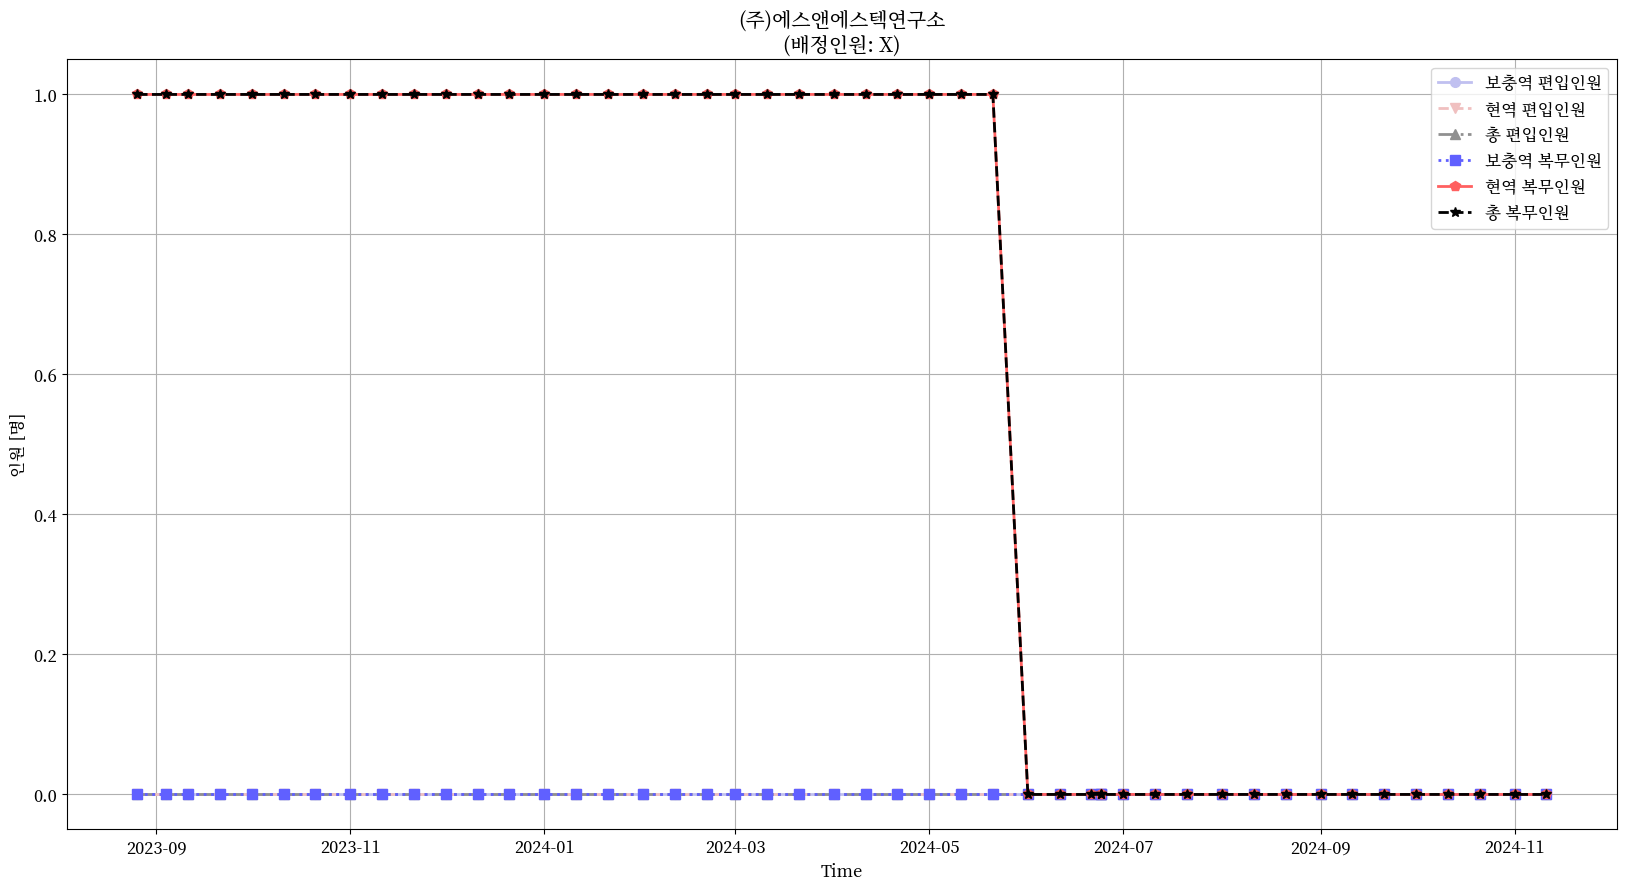 (주)에스앤에스텍연구소
(배정인원: X)
보충역 편입인원
현역 편입인원
총 편입인원
보충역 복무인원
현역 복무인원
총 복무인원
인원 [명]
1.0
0.8
0.6
0.4
0.2
0.0
2023-09
2023-11
2024-01
2024-03
2024-05
2024-07
2024-09
2024-11
Time